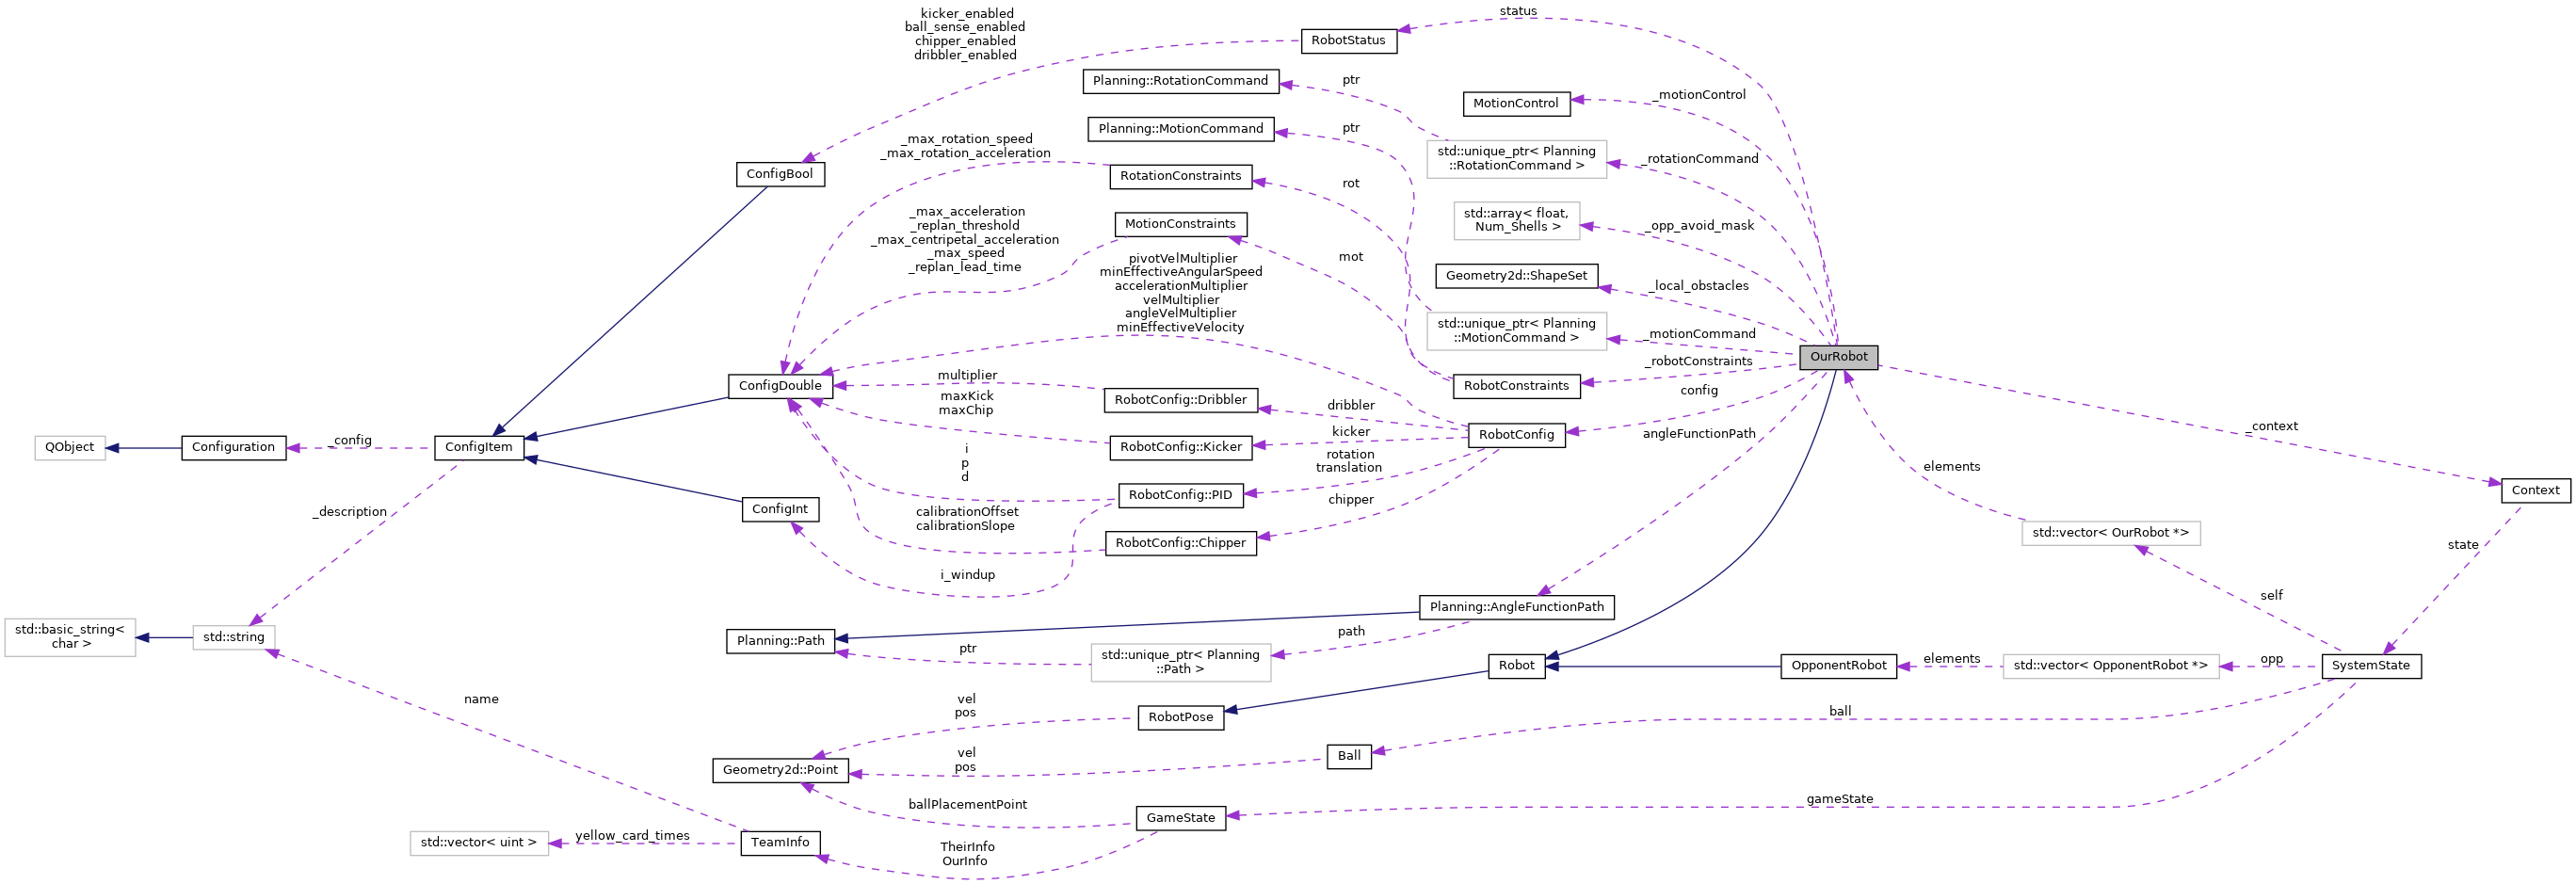 kicker_enabled
ball_sense_enabled
chipper_enabled
dribbler_enabled
status
RobotStatus
Planning::RotationCommand
ptr
MotionControl
_motionControl
Planning::MotionCommand
ptr
std::unique_ptr< Planning
::RotationCommand >
_rotationCommand
_max_rotation_speed
_max_rotation_acceleration
ConfigBool
RotationConstraints
rot
std::array< float,
Num_Shells >
_opp_avoid_mask
_max_acceleration
_replan_threshold
_max_centripetal_acceleration
_max_speed
_replan_lead_time
MotionConstraints
mot
Geometry2d::ShapeSet
_local_obstacles
pivotVelMultiplier
minEffectiveAngularSpeed
accelerationMultiplier
velMultiplier
angleVelMultiplier
minEffectiveVelocity
std::unique_ptr< Planning
::MotionCommand >
_motionCommand
OurRobot
_robotConstraints
RobotConstraints
config
ConfigDouble
multiplier
RobotConfig::Dribbler
dribbler
maxKick
maxChip
RobotConfig
kicker
angleFunctionPath
_context
QObject
Configuration
_config
ConfigItem
RobotConfig::Kicker
i
p
d
rotation
translation
elements
RobotConfig::PID
chipper
Context
_description
ConfigInt
calibrationOffset
calibrationSlope
RobotConfig::Chipper
std::vector< OurRobot *>
state
i_windup
self
Planning::AngleFunctionPath
std::basic_string<
char >
std::string
Planning::Path
path
ptr
std::unique_ptr< Planning
::Path >
Robot
OpponentRobot
elements
std::vector< OpponentRobot *>
opp
SystemState
name
vel
pos
RobotPose
ball
Geometry2d::Point
vel
pos
Ball
ballPlacementPoint
GameState
gameState
std::vector< uint >
yellow_card_times
TeamInfo
TheirInfo
OurInfo